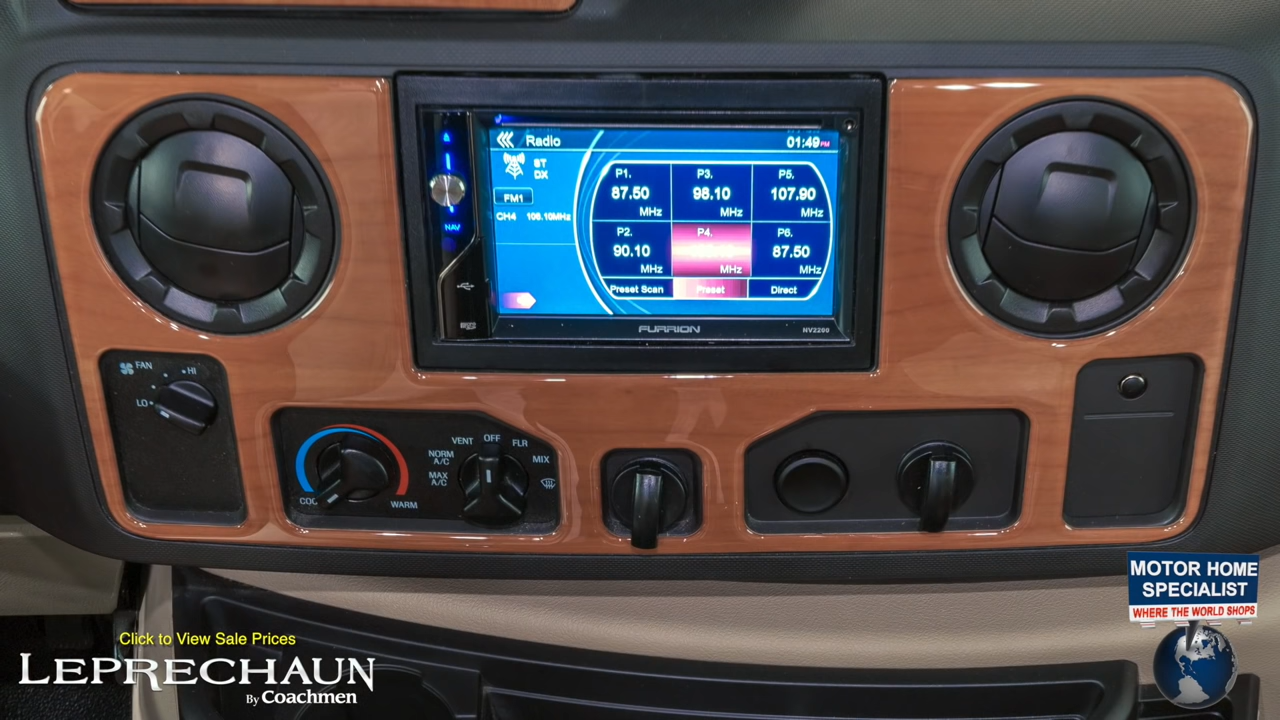 Radio
01:49PM
ST
DX
FM1
CH4 106.10MHz
P1.
87.50
MHz
P3.
98.10
MHz
P5.
107.90
MHz
P2.
90.10
MHz
P4.
MHz
P6.
87.50
MHz
Preset Scan
Preset
Direct
NAV
FURRION
NV2200
FAN
HI
LO
WARM
VENT
OFF
FLR
MIX
NORM
A/C
MAX
A/C
MOTOR HOME
SPECIALIST
WHERE THE WORLD SHOPS
Click to View Sale Prices
LEPRECHAUN
By Coachmen